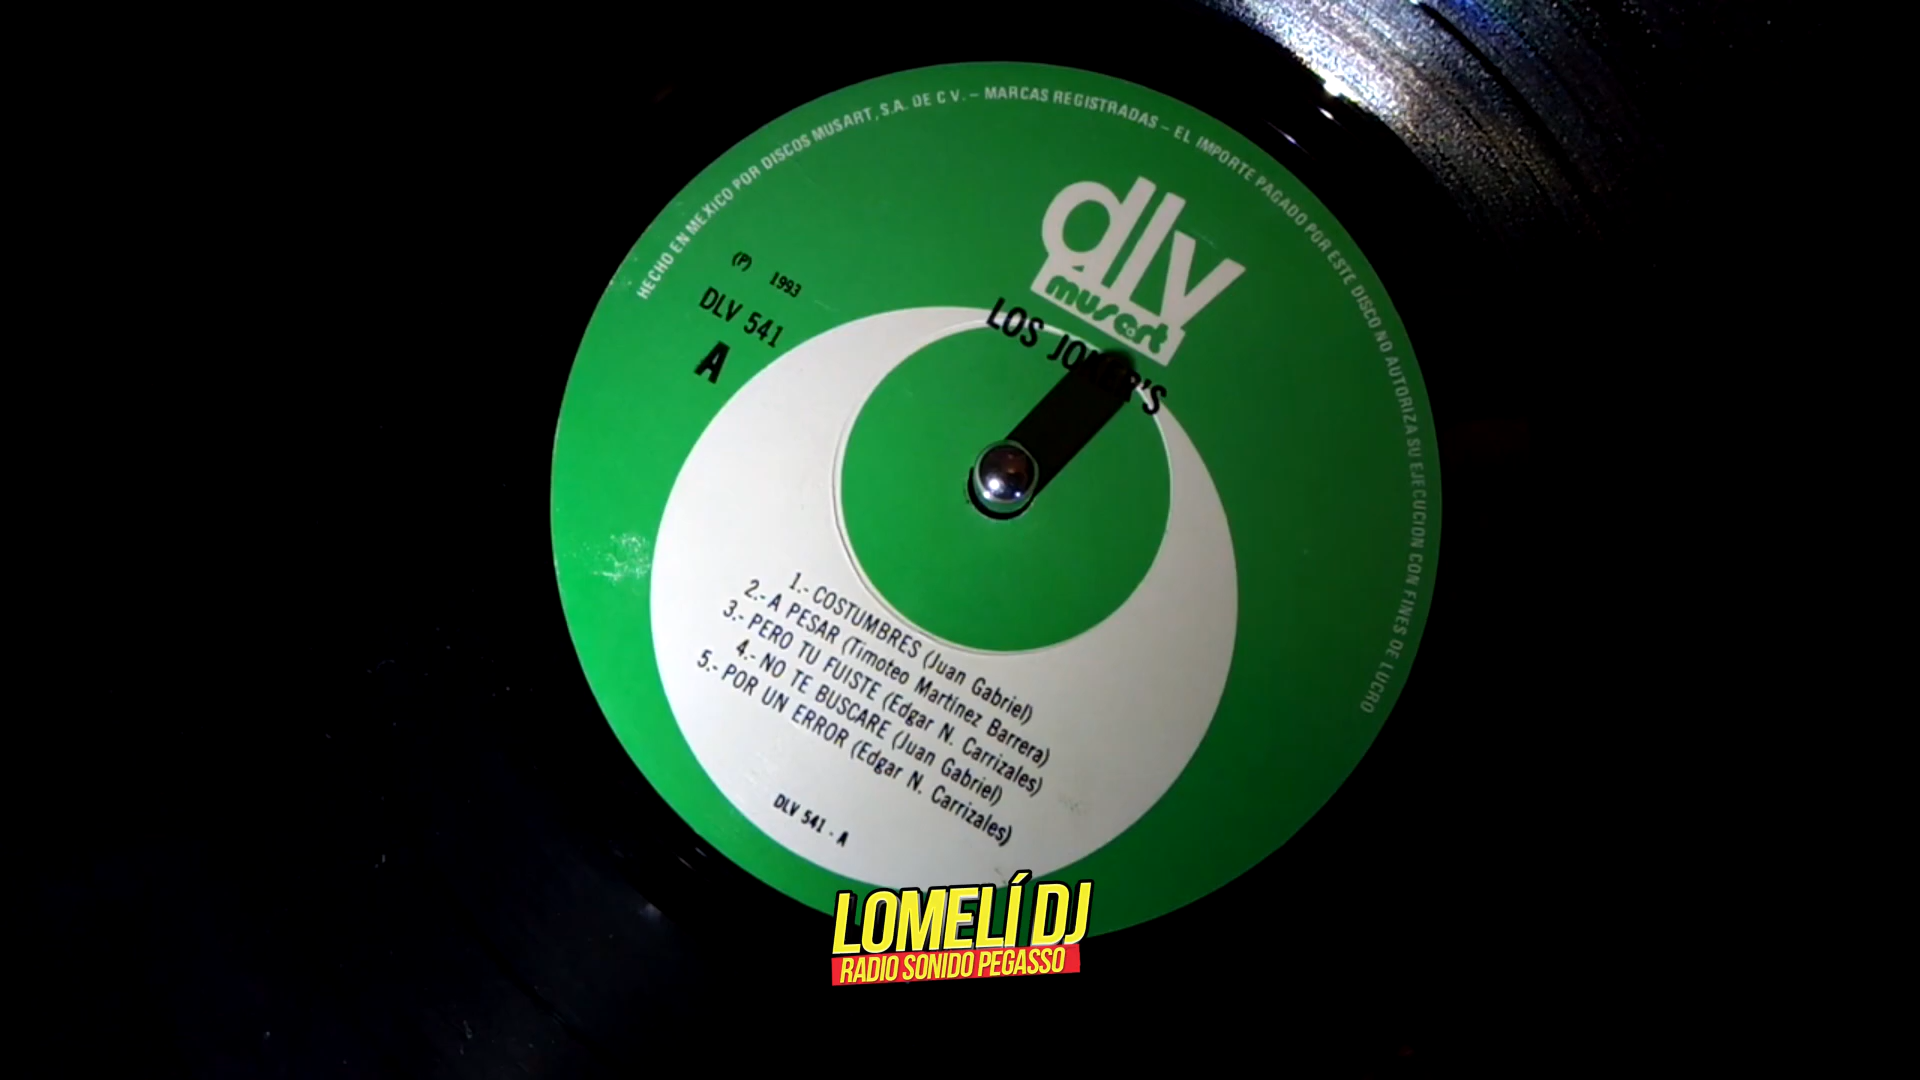 HECHO EN MEXICO POR DISCOS MUSART, S.A. DE C V. – MARCAS REGISTRADAS – EL IMPORTE PAGADO POR ESTE DISCO NO AUTORIZA SU EJECUCION CON FINES DE LUCRO
dlv
musart
(P) 1993
DLV 541
A
LOS
1.- COSTUMBRES (Juan Gabriel)
2.- A PESAR (Timoteo Martínez Barrera)
3.- PERO TU FUISTE (Edgar N. Carrizales)
4.- NO TE BUSCARE (Juan Gabriel)
5.- POR UN ERROR (Edgar N. Carrizales)
DLV 541 - A
LOMELÍ DJ
RADIO SONIDO PEGASSO